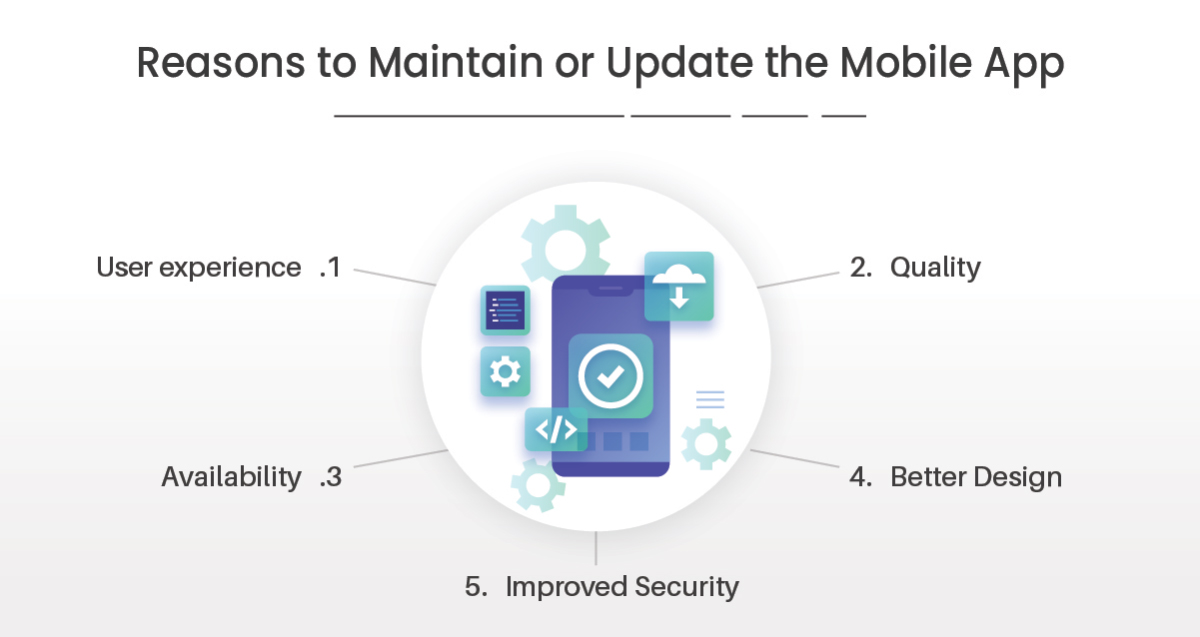 Reasons to Maintain or Update the Mobile App
User experience .1
2. Quality
</>
Availability .3
4. Better Design
5. Improved Security